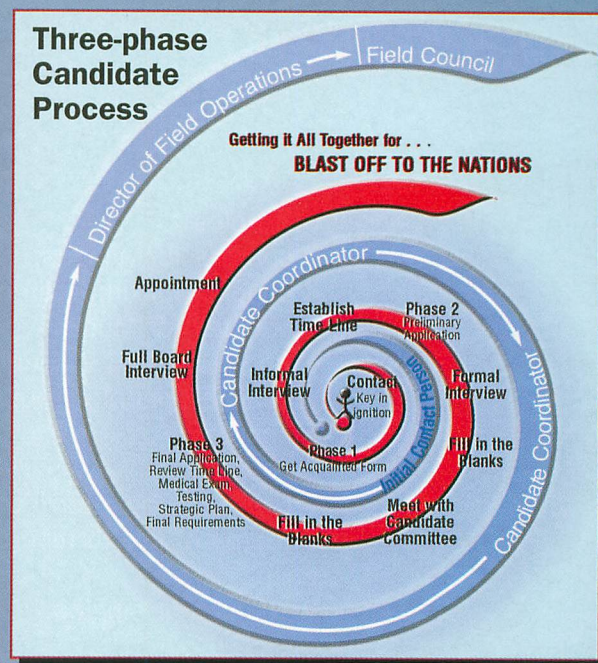 Three-phase
Candidate
Process
Director of Field Operations
Field Council
Getting it All Together for . . .
BLAST OFF TO THE NATIONS
Candidate Coordinator
Candidate Coordinator
Initial Contact Person
Contact
Key in
ignition
Phase 1
Get Acquainted Form
Informal
Interview
Establish
Time Line
Phase 2
Preliminary
Application
Formal
Interview
Fill in the
Blanks
Meet with
Candidate
Committee
Fill in the
Blanks
Phase 3
Final Application,
Review Time Line,
Medical Exam,
Testing,
Strategic Plan,
Final Requirements
Full Board
Interview
Appointment